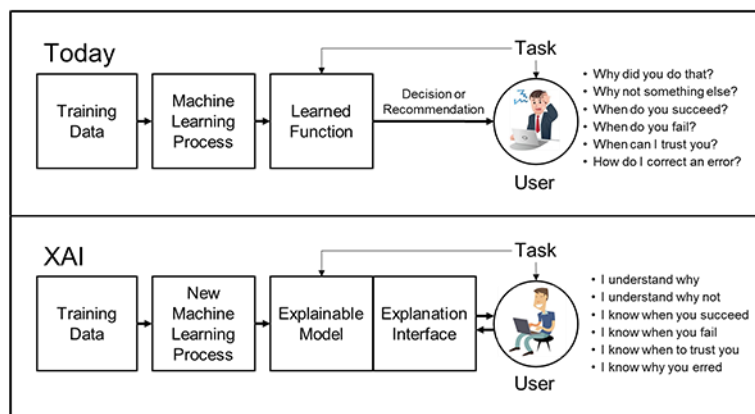 Today
Task
Training
Data
Machine
Learning
Process
Learned
Function
Decision or
Recommendation
User
• Why did you do that?
• Why not something else?
• When do you succeed?
• When do you fail?
• When can I trust you?
• How do I correct an error?
XAI
Task
Training
Data
New
Machine
Learning
Process
Explainable
Model
Explanation
Interface
User
• I understand why
• I understand why not
• I know when you succeed
• I know when you fail
• I know when to trust you
• I know why you erred